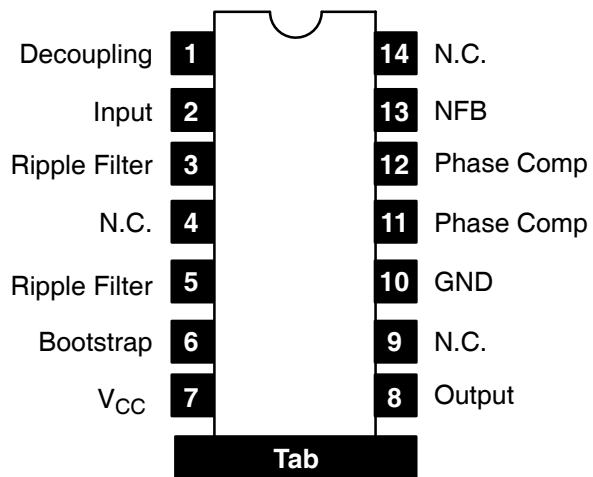 Decoupling 1 14 N.C.
Input 2 13 NFB
Ripple Filter 3 12 Phase Comp
N.C. 4 11 Phase Comp
Ripple Filter 5 10 GND
Bootstrap 6 9 N.C.
VCC 7 8 Output
Tab